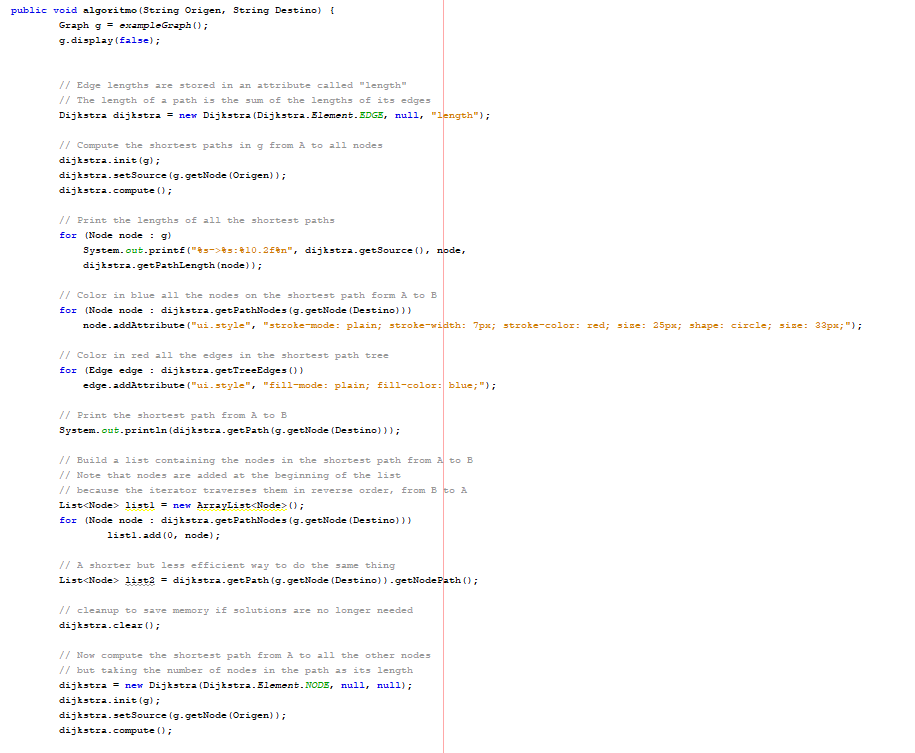 public void algoritmo(String Origen, String Destino) {
Graph g = exampleGraph();
g.display(false);
// Edge lengths are stored in an attribute called "length"
// The length of a path is the sum of the lengths of its edges
Dijkstra dijkstra = new Dijkstra(Dijkstra.Element.EDGE, null, "length");
// Compute the shortest paths in g from A to all nodes
dijkstra.init(g);
dijkstra.setSource(g.getNode(Origen));
dijkstra.compute();
// Print the lengths of all the shortest paths
for (Node node : g)
System.out.printf("%s->%s:%10.2f%n", dijkstra.getSource(), node,
dijkstra.getPathLength(node));
// Color in blue all the nodes on the shortest path form A to B
for (Node node : dijkstra.getPathNodes(g.getNode(Destino)))
node.addAttribute("ui.style", "stroke-mode: plain; stroke-width: 7px; stroke-color: red; size: 25px; shape: circle; size: 33px;");
// Color in red all the edges in the shortest path tree
for (Edge edge : dijkstra.getTreeEdges())
edge.addAttribute("ui.style", "fill-mode: plain; fill-color: blue;");
// Print the shortest path from A to B
System.out.println(dijkstra.getPath(g.getNode(Destino)));
// Build a list containing the nodes in the shortest path from A to B
// Note that nodes are added at the beginning of the list
// because the iterator traverses them in reverse order, from B to A
List<Node> list1 = new ArrayList<Node>();
for (Node node : dijkstra.getPathNodes(g.getNode(Destino)))
list1.add(0, node);
// A shorter but less efficient way to do the same thing
List<Node> list2 = dijkstra.getPath(g.getNode(Destino)).getNodePath();
// cleanup to save memory if solutions are no longer needed
dijkstra.clear();
// Now compute the shortest path from A to all the other nodes
// but taking the number of nodes in the path as its length
dijkstra = new Dijkstra(Dijkstra.Element.NODE, null, null);
dijkstra.init(g);
dijkstra.setSource(g.getNode(Origen));
dijkstra.compute();